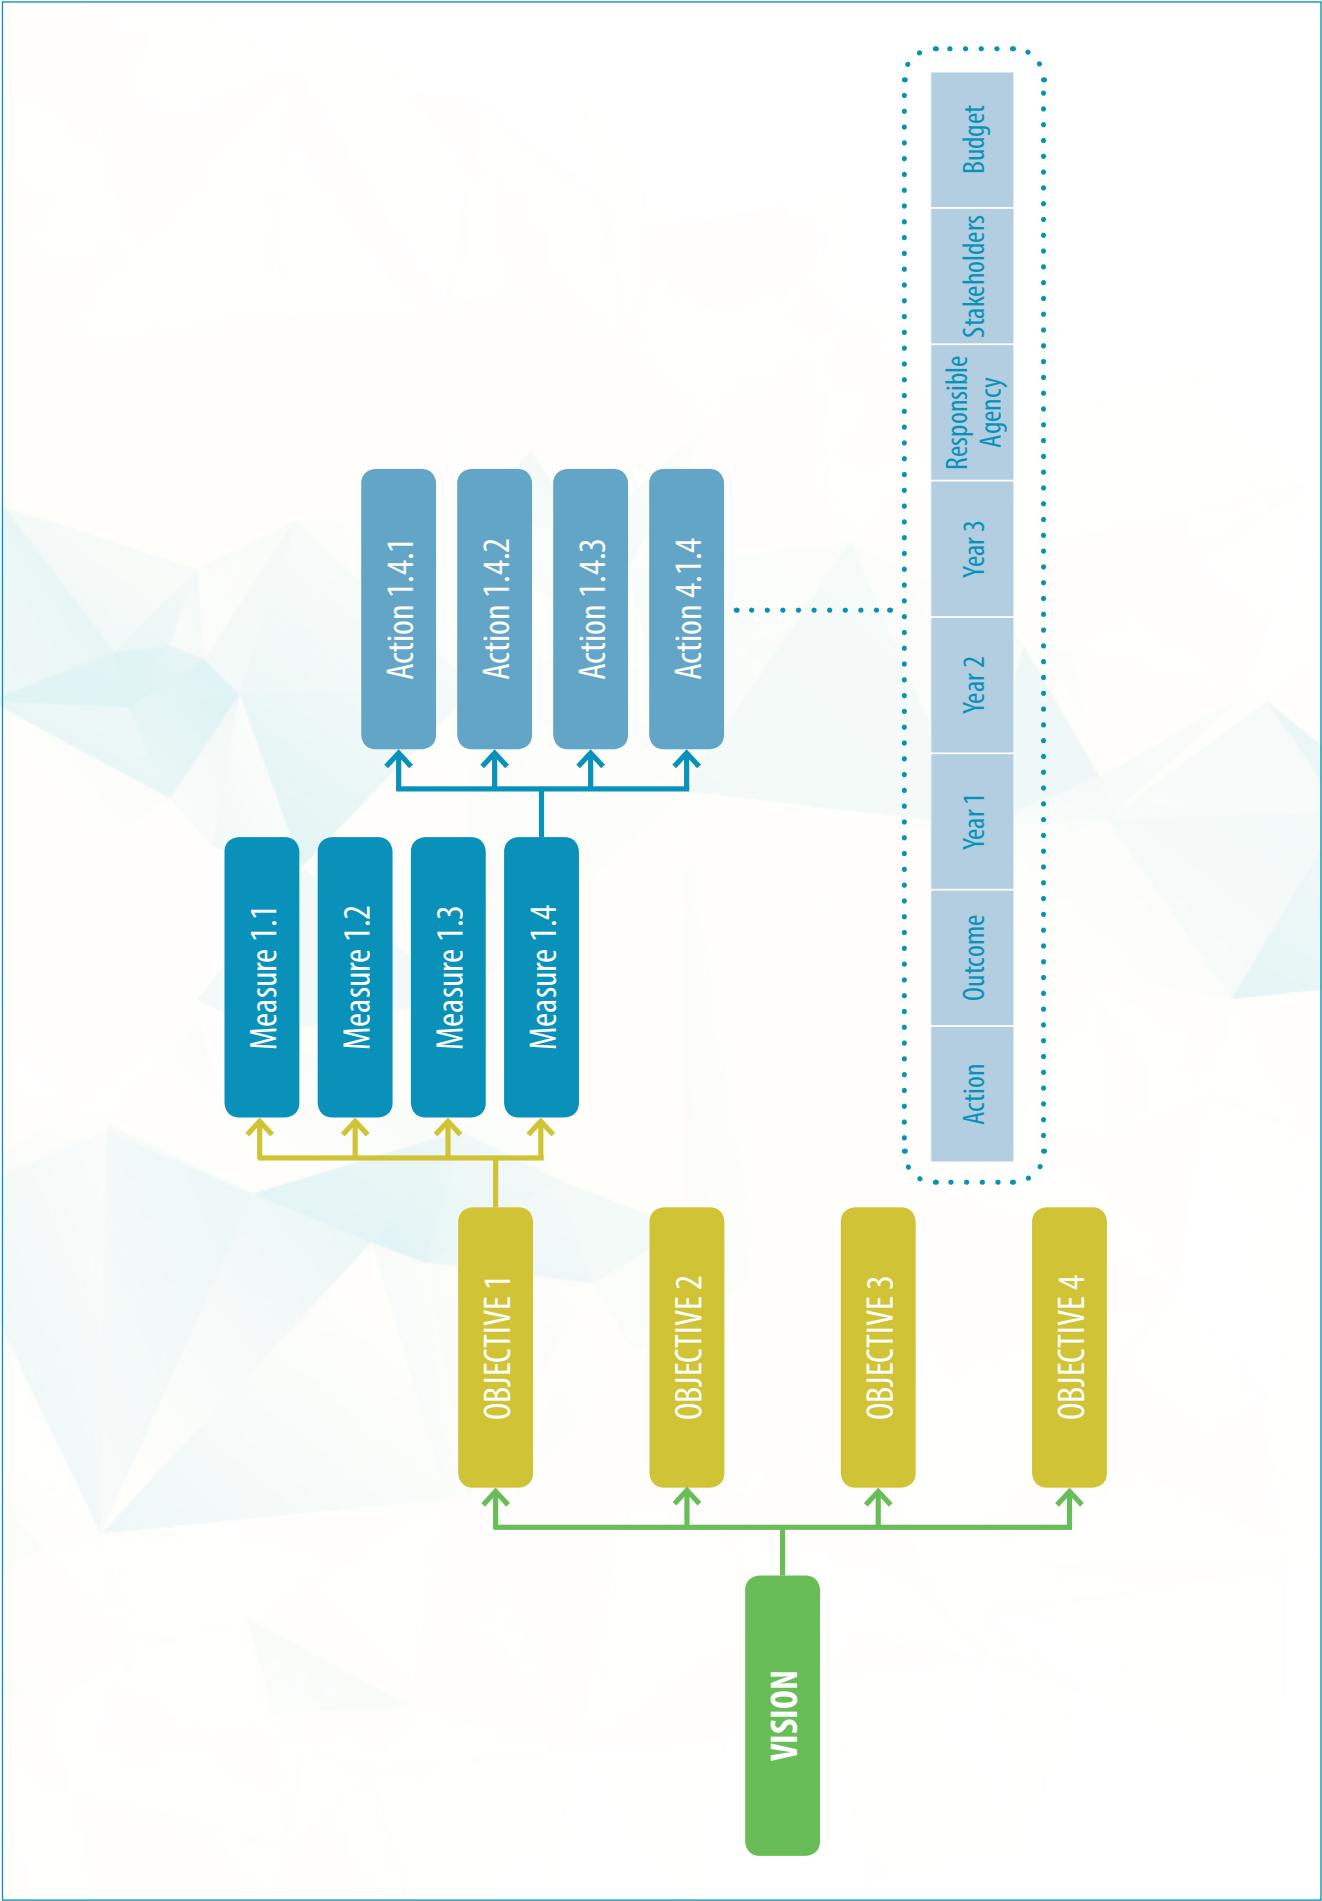 VISION
OBJECTIVE 1
OBJECTIVE 2
OBJECTIVE 3
OBJECTIVE 4
Measure 1.1
Measure 1.2
Measure 1.3
Measure 1.4
Action 1.4.1
Action 1.4.2
Action 1.4.3
Action 4.1.4
Action
Outcome
Year 1
Year 2
Year 3
Responsible
Agency
Stakeholders
Budget